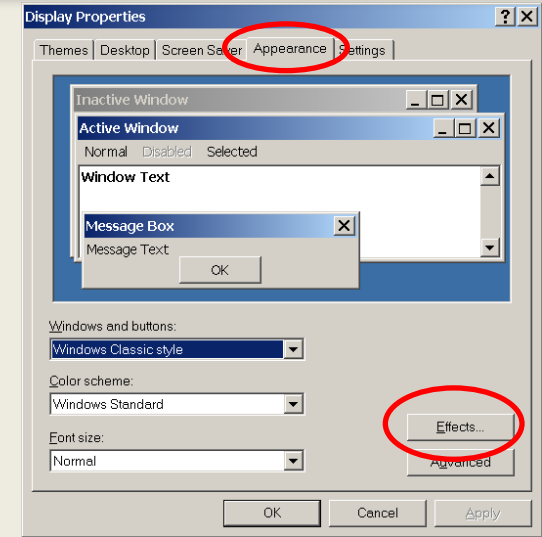 Display Properties
Themes Desktop Screen Saver Appearance Settings
Inactive Window
Active Window
Normal Disabled Selected
Window Text
Message Box
Message Text
OK
Windows and buttons:
Windows Classic style
Color scheme:
Windows Standard
Effects...
Font size:
Normal
Advanced
OK Cancel Apply